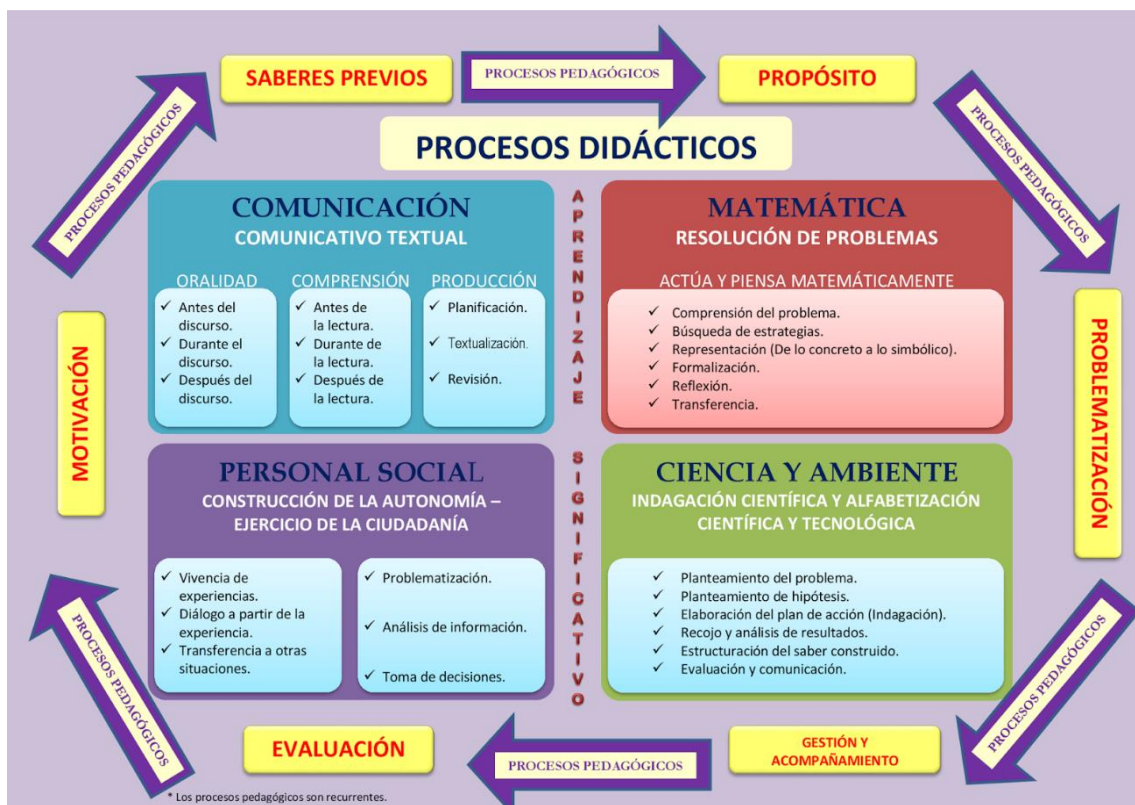 SABERES PREVIOS
PROCESOS PEDAGÓGICOS
PROPÓSITO
PROCESOS PEDAGÓGICOS
PROCESOS PEDAGÓGICOS
PROCESOS DIDÁCTICOS
COMUNICACIÓN
COMUNICATIVO TEXTUAL
ORALIDAD
✓ Antes del
discurso.
✓ Durante el
discurso.
✓ Después del
discurso.
COMPRENSIÓN
✓ Antes de
la lectura.
✓ Durante de
la lectura.
✓ Después de
la lectura.
PRODUCCIÓN
✓ Planificación.
✓ Textualización.
✓ Revisión.
APRENDIZAJE
MATEMÁTICA
RESOLUCIÓN DE PROBLEMAS
ACTÚA Y PIENSA MATEMÁTICAMENTE
✓ Comprensión del problema.
✓ Búsqueda de estrategias.
✓ Representación (De lo concreto a lo simbólico).
✓ Formalización.
✓ Reflexión.
✓ Transferencia.
MOTIVACIÓN
PROBLEMATIZACIÓN
PERSONAL SOCIAL
CONSTRUCCIÓN DE LA AUTONOMÍA –
EJERCICIO DE LA CIUDADANÍA
✓ Vivencia de
experiencias.
✓ Diálogo a partir de la
experiencia.
✓ Transferencia a otras
situaciones.
✓ Problematización.
✓ Análisis de información.
✓ Toma de decisiones.
SIGNIFICATIVO
CIENCIA Y AMBIENTE
INDAGACIÓN CIENTÍFICA Y ALFABETIZACIÓN
CIENTÍFICA Y TECNOLÓGICA
✓ Planteamiento del problema.
✓ Planteamiento de hipótesis.
✓ Elaboración del plan de acción (Indagación).
✓ Recojo y análisis de resultados.
✓ Estructuración del saber construido.
✓ Evaluación y comunicación.
PROCESOS PEDAGÓGICOS
PROCESOS PEDAGÓGICOS
EVALUACIÓN
PROCESOS PEDAGÓGICOS
GESTIÓN Y
ACOMPAÑAMIENTO
* Los procesos pedagógicos son recurrentes.